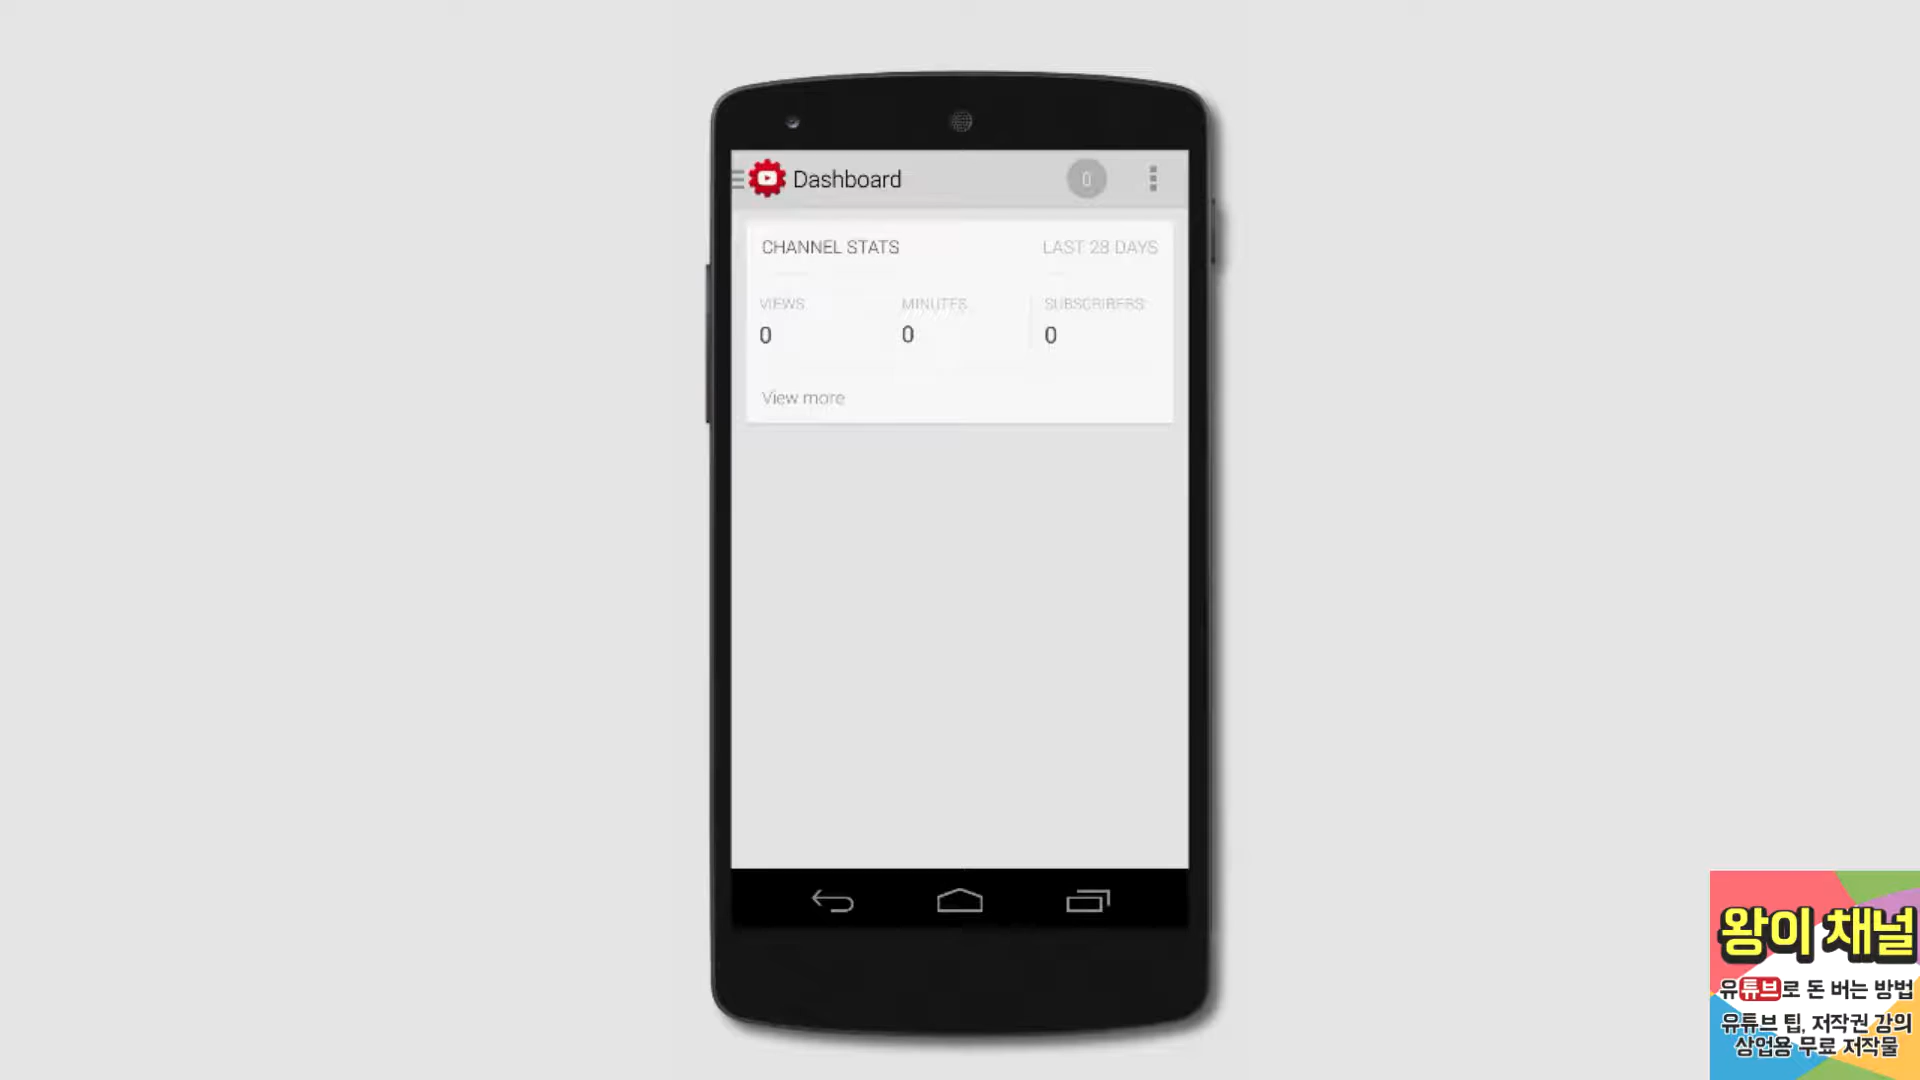 Dashboard
0
CHANNEL STATS
LAST 28 DAYS
VIEWS
MINUTES
SUBSCRIBERS
0
0
0
View more
왕이 채널
유튜브로 돈 버는 방법
유튜브 팁, 저작권 강의
상업용 무료 저작물